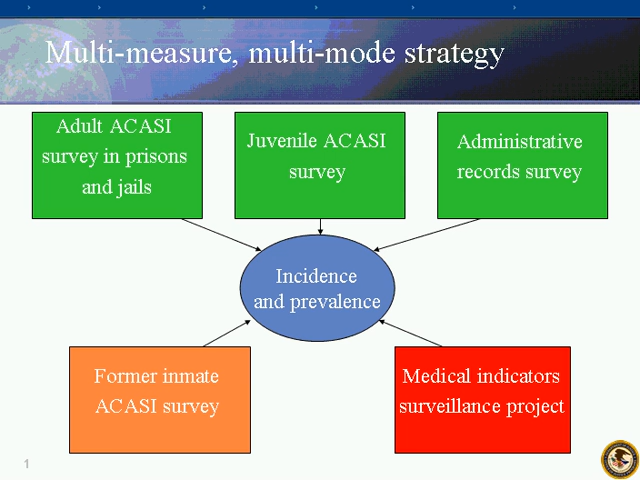 Multi-measure, multi-mode strategy
Adult ACASI
survey in prisons
and jails
Juvenile ACASI
survey
Administrative
records survey
Incidence
and prevalence
Former inmate
ACASI survey
Medical indicators
surveillance project
1